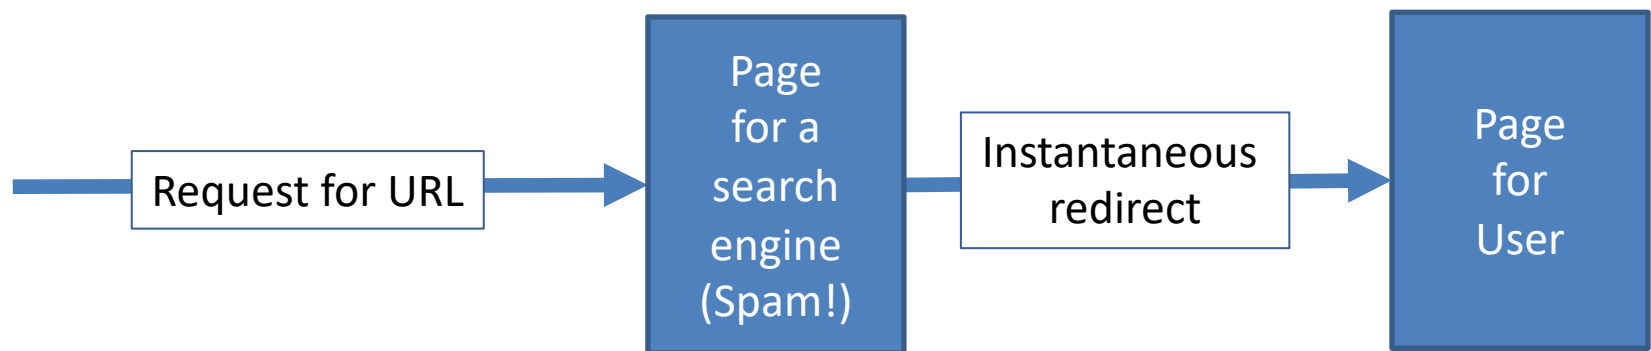 Request for URL
Page
for a
search
engine
(Spam!)
Instantaneous
redirect
Page
for
User